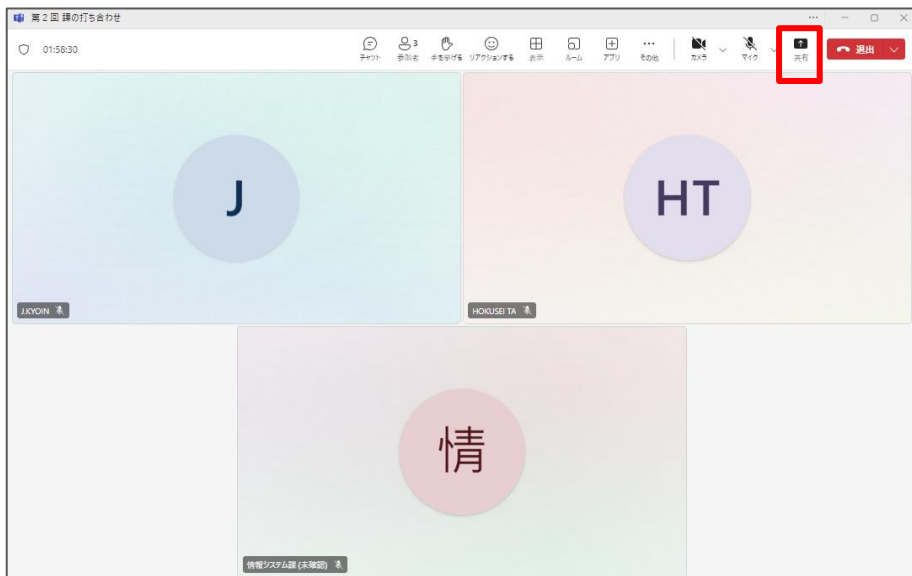 第2回 課の打ち合わせ
01:58:30
チャット
3
参加者
手を挙げる
リアクションする
表示
ルーム
アプリ
その他
カメラ
マイク
共有
退出
J
J.KYOIN
HT
HOKUSEI TA
情
情報システム課 (未確認)